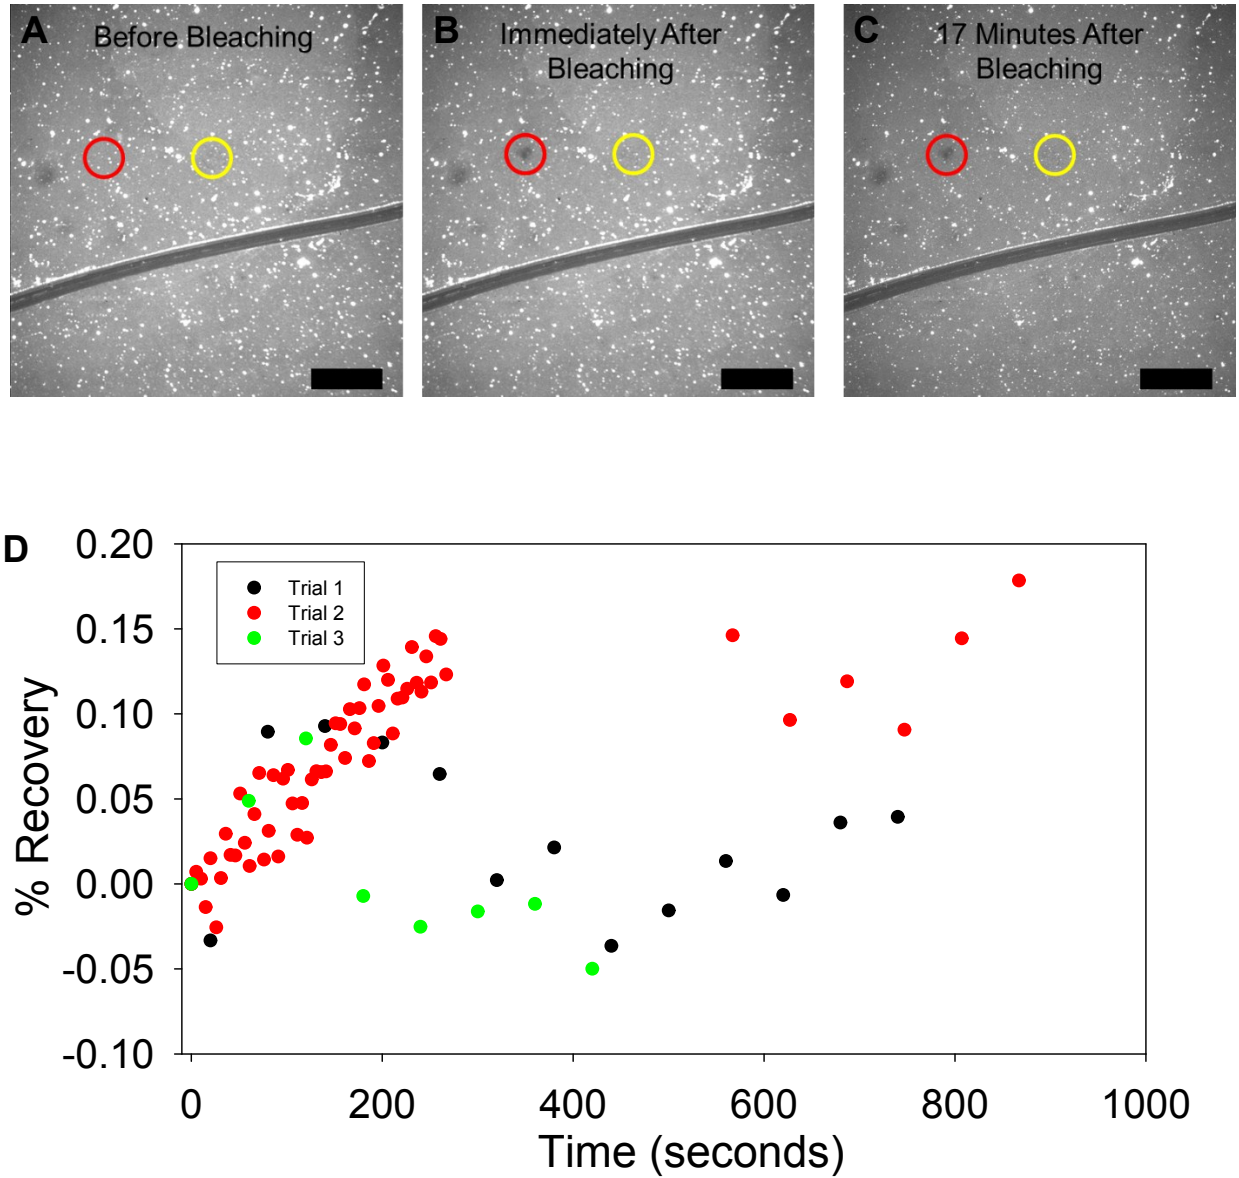 A
Before Bleaching
B
Immediately After
Bleaching
C
17 Minutes After
Bleaching
D
% Recovery
0.20
0.15
0.10
0.05
0.00
-0.05
-0.10
Trial 1
Trial 2
Trial 3
0 200 400 600 800 1000
Time (seconds)